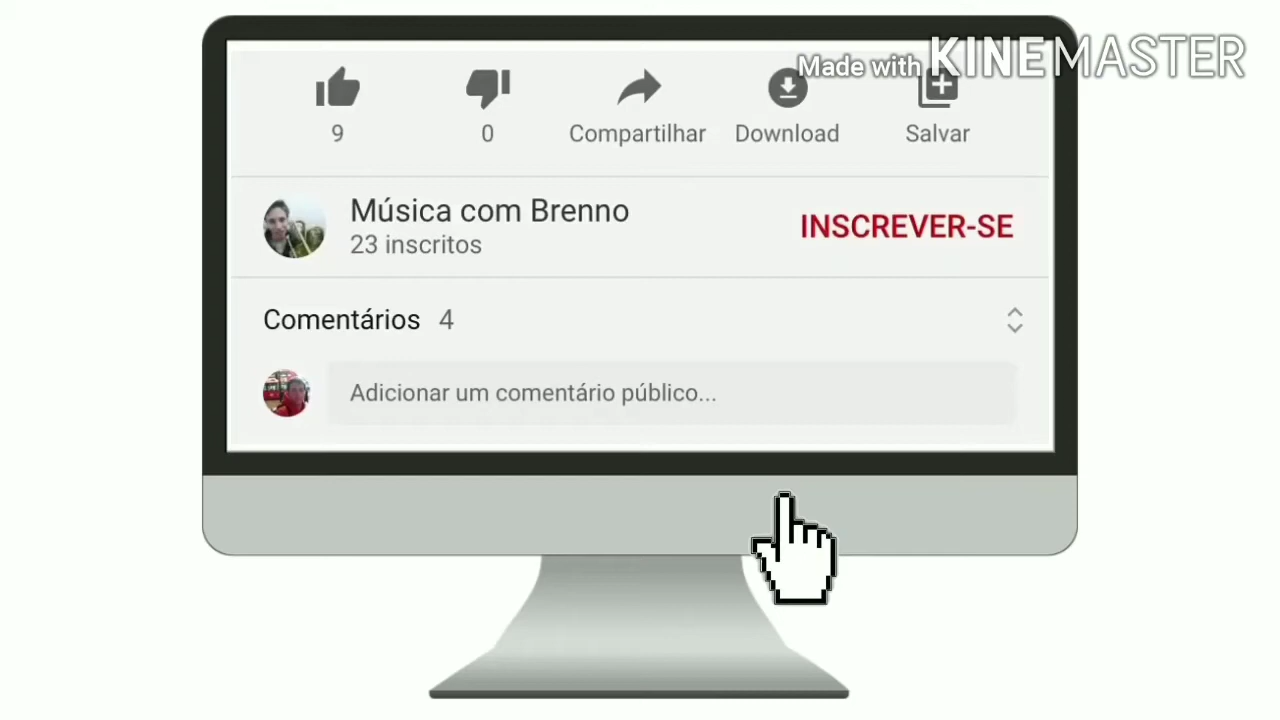 Made with KINEMASTER
9
0
Compartilhar
Download
Salvar
Música com Brenno
23 inscritos
INSCREVER-SE
Comentários 4
Adicionar um comentário público...